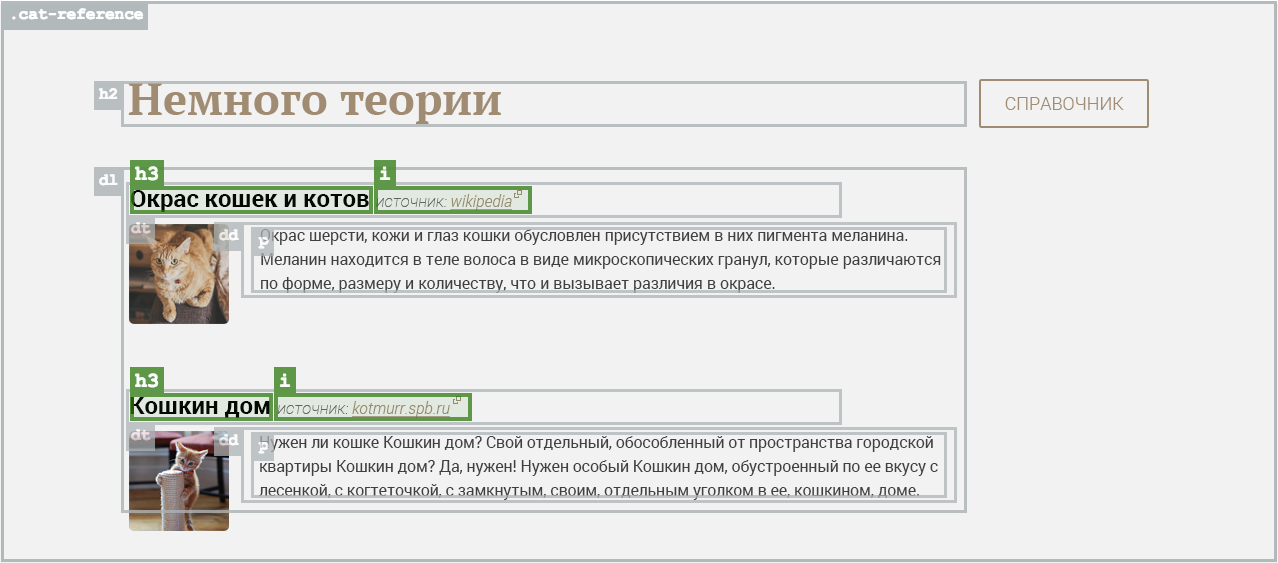 .cat-reference
h2
Немного теории
СПРАВОЧНИК
dl
h3
i
Окрас кошек и котов
источник: wikipedia
dt
dd
p
Окрас шерсти, кожи и глаз кошки обусловлен присутствием в них пигмента меланина.
Меланин находится в теле волоса в виде микроскопических гранул, которые различаются
по форме, размеру и количеству, что и вызывает различия в окрасе.
h3
i
Кошкин дом
источник: kotmurr.spb.ru
dt
dd
p
Нужен ли кошке Кошкин дом? Свой отдельный, обособленный от пространства городской
квартиры Кошкин дом? Да, нужен! Нужен особый Кошкин дом, обустроенный по ее вкусу с
лесенкой, с когтеточкой, с замкнутым, своим, отдельным уголком в ее, кошкином, доме.